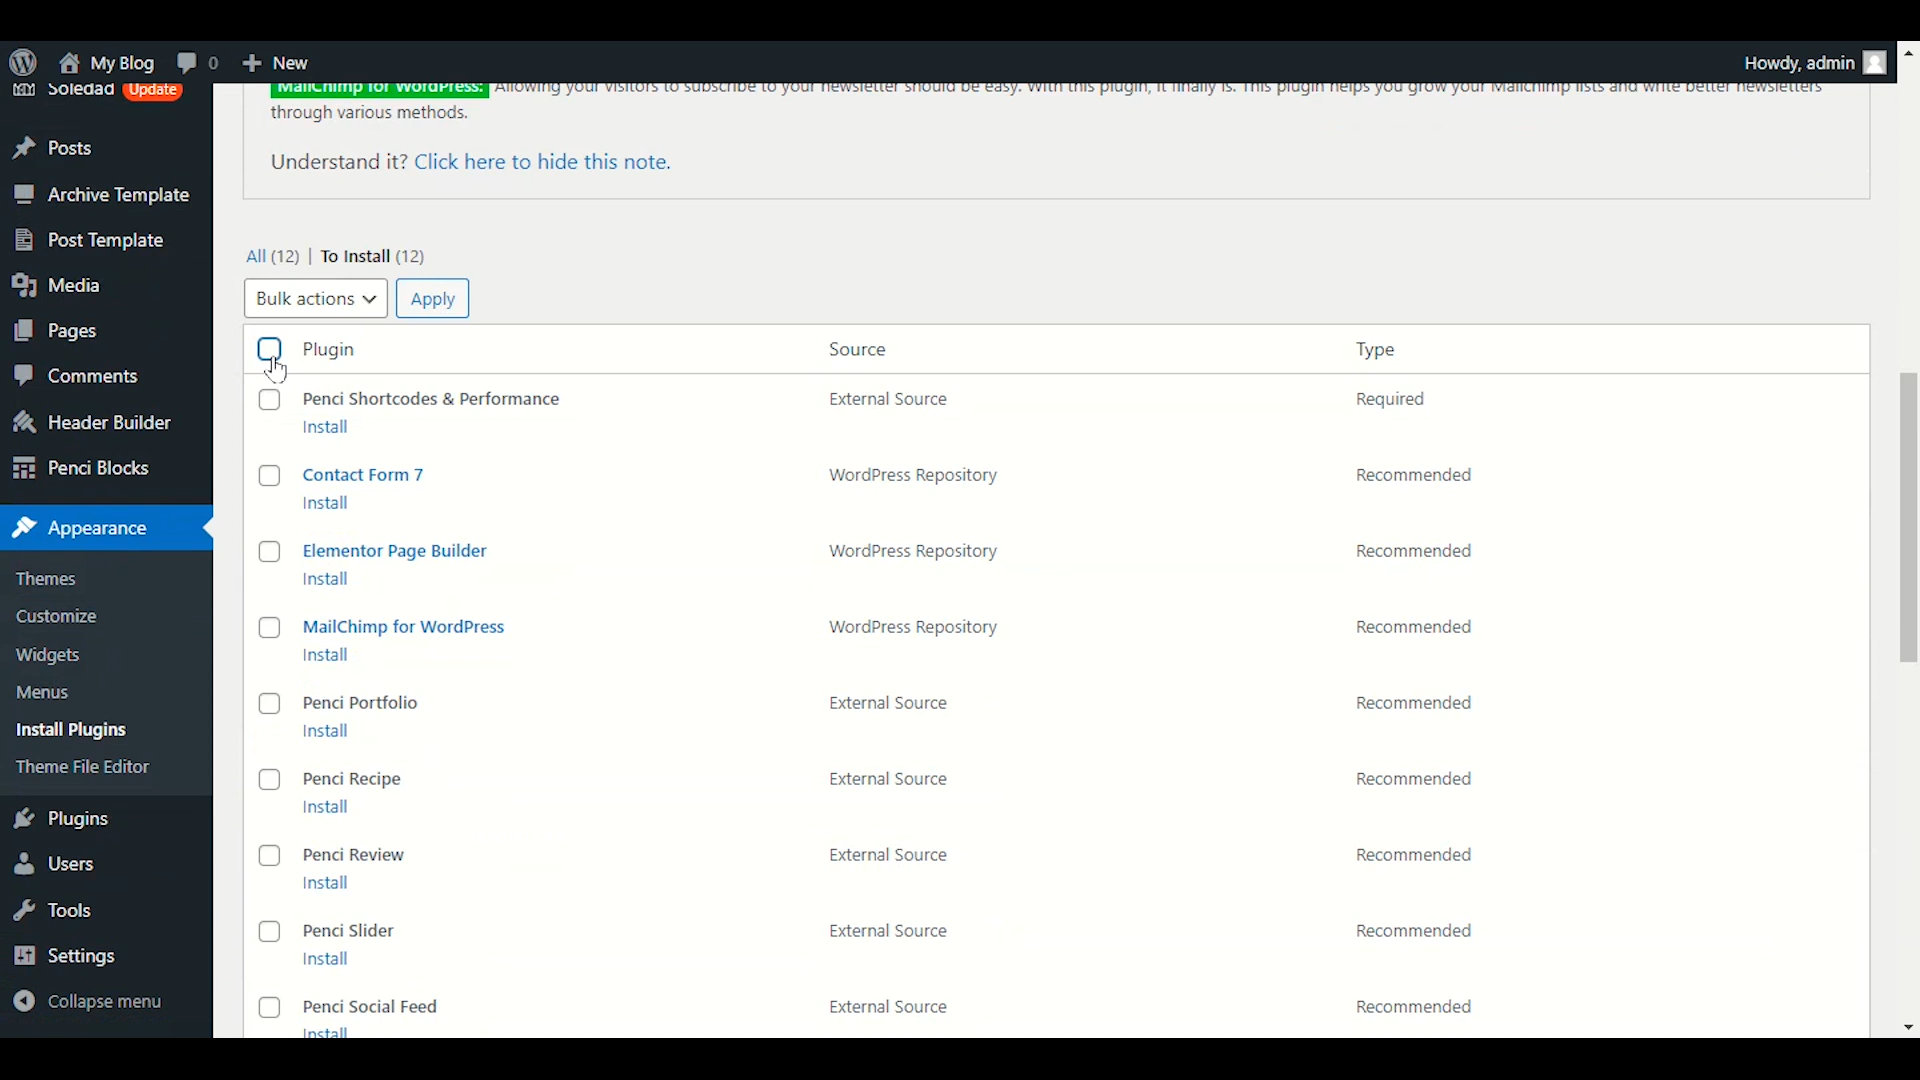 My Blog 0 New Howdy, admin
Soledad Update
Posts
Archive Template
Post Template
Media
Pages
Comments
Header Builder
Penci Blocks
Appearance
Themes
Customize
Widgets
Menus
Install Plugins
Theme File Editor
Plugins
Users
Tools
Settings
Collapse menu
MailChimp for WordPress: Allowing your visitors to subscribe to your newsletter should be easy. With this plugin, it finally is. This plugin helps you grow your Mailchimp lists and write better newsletters
through various methods.
Understand it? Click here to hide this note.
All (12) | To Install (12)
Bulk actions Apply
Plugin Source Type
Penci Shortcodes & Performance External Source Required
Install
Contact Form 7 WordPress Repository Recommended
Install
Elementor Page Builder WordPress Repository Recommended
Install
MailChimp for WordPress WordPress Repository Recommended
Install
Penci Portfolio External Source Recommended
Install
Penci Recipe External Source Recommended
Install
Penci Review External Source Recommended
Install
Penci Slider External Source Recommended
Install
Penci Social Feed External Source Recommended
Install